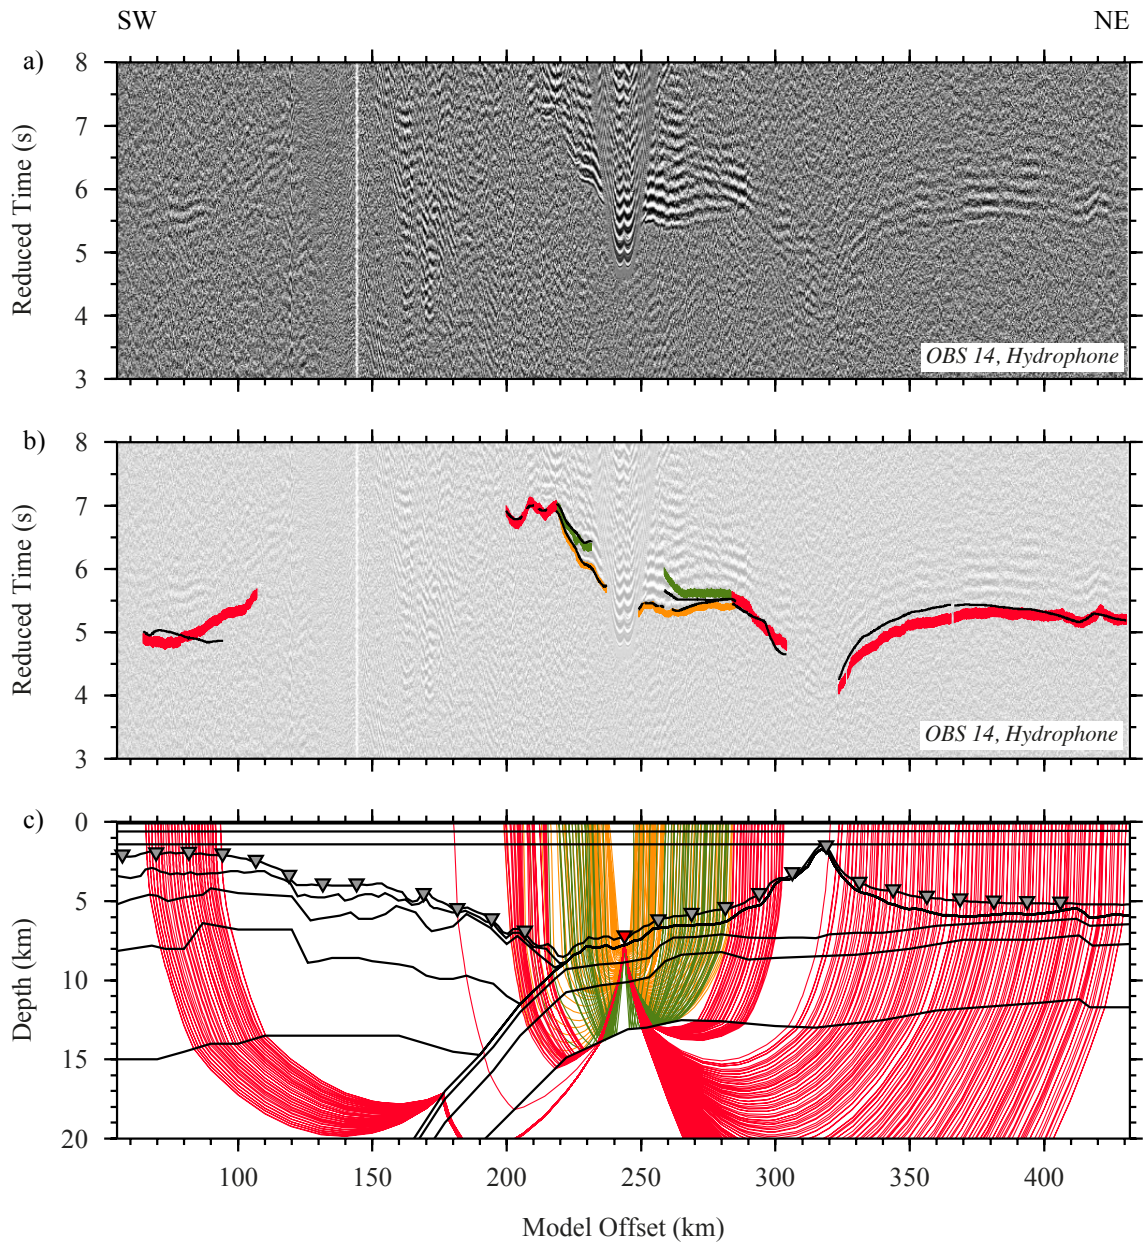 SW NE
a)
8
7
6
5
4
3
Reduced Time (s)
OBS 14, Hydrophone
b)
8
7
6
5
4
3
Reduced Time (s)
OBS 14, Hydrophone
c)
0
5
10
15
20
Depth (km)
100 150 200 250 300 350 400
Model Offset (km)